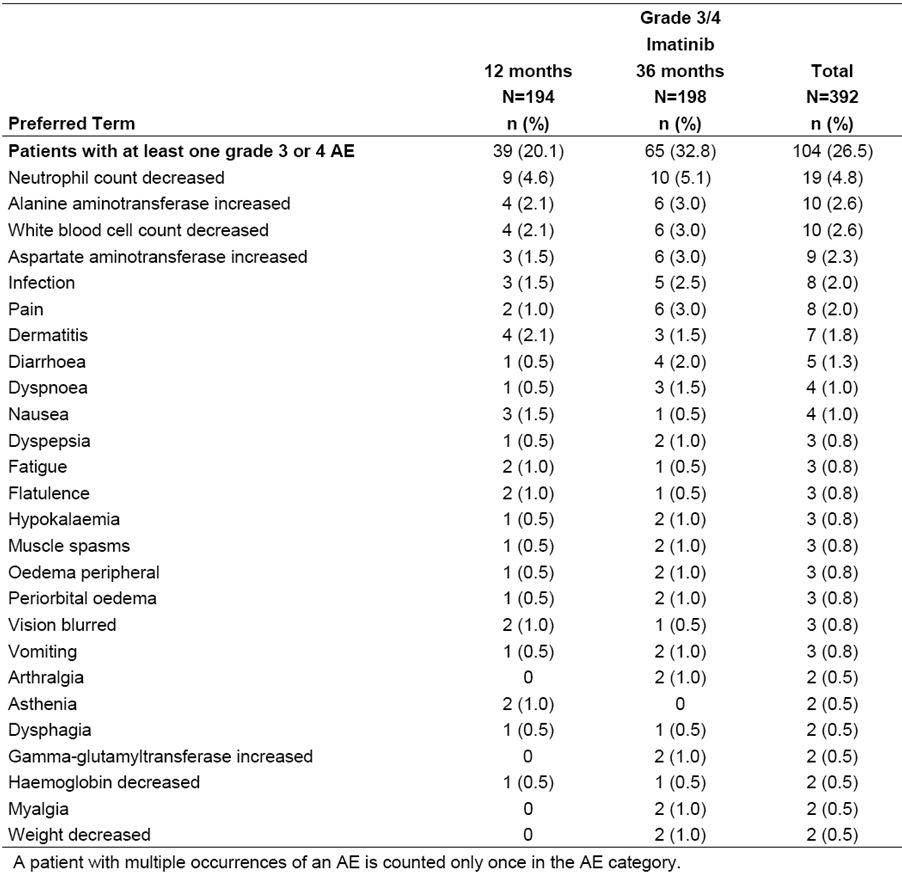 Grade 3/4
Imatinib
12 months 36 months Total
N=194 N=198 N=392
Preferred Term n (%) n (%) n (%)
Patients with at least one grade 3 or 4 AE 39 (20.1) 65 (32.8) 104 (26.5)
Neutrophil count decreased 9 (4.6) 10 (5.1) 19 (4.8)
Alanine aminotransferase increased 4 (2.1) 6 (3.0) 10 (2.6)
White blood cell count decreased 4 (2.1) 6 (3.0) 10 (2.6)
Aspartate aminotransferase increased 3 (1.5) 6 (3.0) 9 (2.3)
Infection 3 (1.5) 5 (2.5) 8 (2.0)
Pain 2 (1.0) 6 (3.0) 8 (2.0)
Dermatitis 4 (2.1) 3 (1.5) 7 (1.8)
Diarrhoea 1 (0.5) 4 (2.0) 5 (1.3)
Dyspnoea 1 (0.5) 3 (1.5) 4 (1.0)
Nausea 3 (1.5) 1 (0.5) 4 (1.0)
Dyspepsia 1 (0.5) 2 (1.0) 3 (0.8)
Fatigue 2 (1.0) 1 (0.5) 3 (0.8)
Flatulence 2 (1.0) 1 (0.5) 3 (0.8)
Hypokalaemia 1 (0.5) 2 (1.0) 3 (0.8)
Muscle spasms 1 (0.5) 2 (1.0) 3 (0.8)
Oedema peripheral 1 (0.5) 2 (1.0) 3 (0.8)
Periorbital oedema 1 (0.5) 2 (1.0) 3 (0.8)
Vision blurred 2 (1.0) 1 (0.5) 3 (0.8)
Vomiting 1 (0.5) 2 (1.0) 3 (0.8)
Arthralgia 0 2 (1.0) 2 (0.5)
Asthenia 2 (1.0) 0 2 (0.5)
Dysphagia 1 (0.5) 1 (0.5) 2 (0.5)
Gamma-glutamyltransferase increased 0 2 (1.0) 2 (0.5)
Haemoglobin decreased 1 (0.5) 1 (0.5) 2 (0.5)
Myalgia 0 2 (1.0) 2 (0.5)
Weight decreased 0 2 (1.0) 2 (0.5)
A patient with multiple occurrences of an AE is counted only once in the AE category.